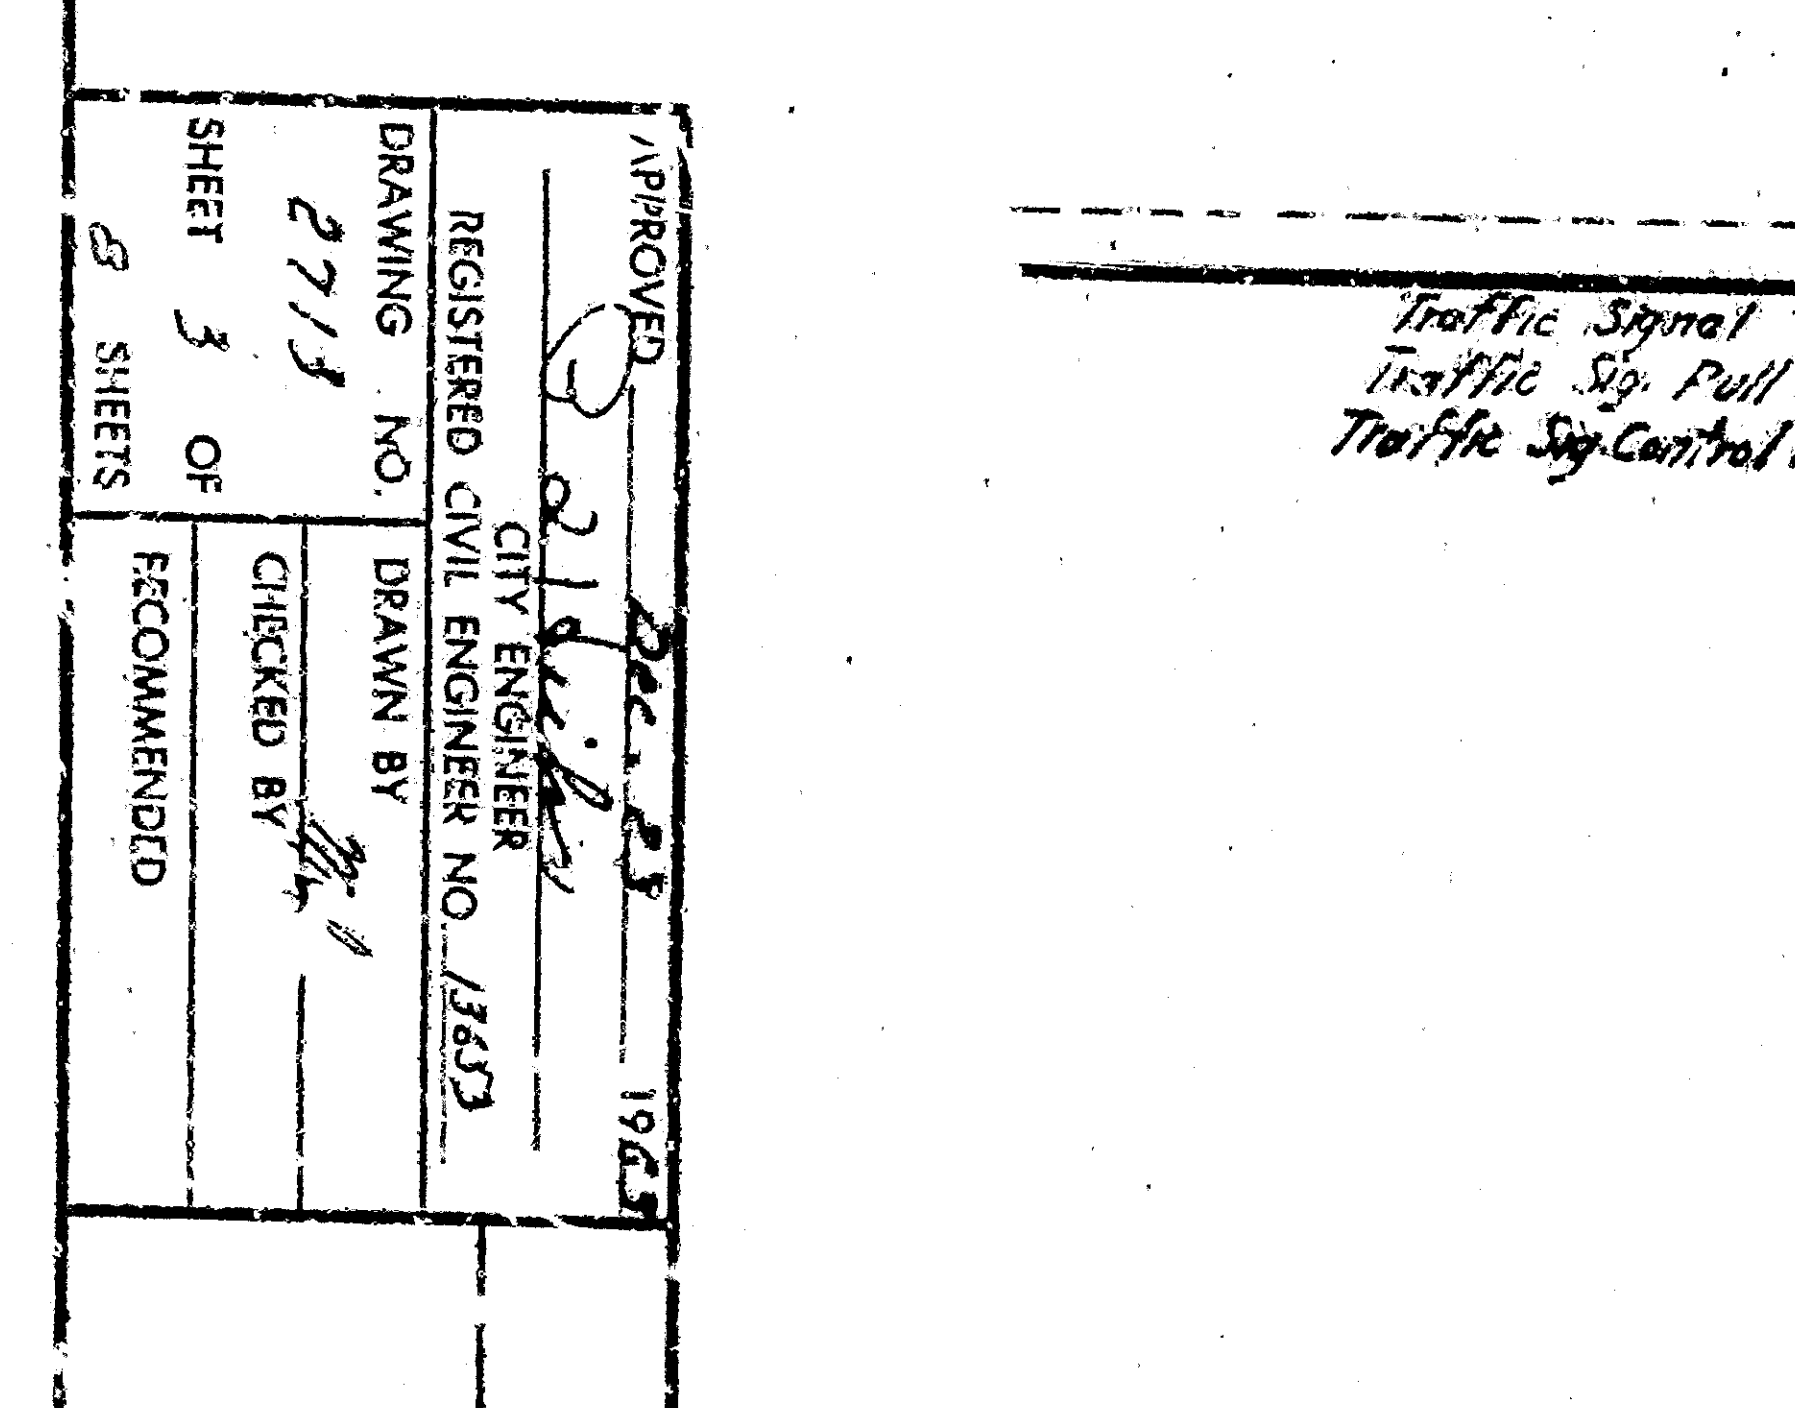 APPROVED Dec. 23 1965
CITY ENGINEER
REGISTERED CIVIL ENGINEER NO. 13653
DRAWING NO.
DRAWN BY
SHEET 3 OF
8 SHEETS
CHECKED BY
RECOMMENDED
Traffic Signal
Traffic Sig. Pull
Traffic Sig. Control